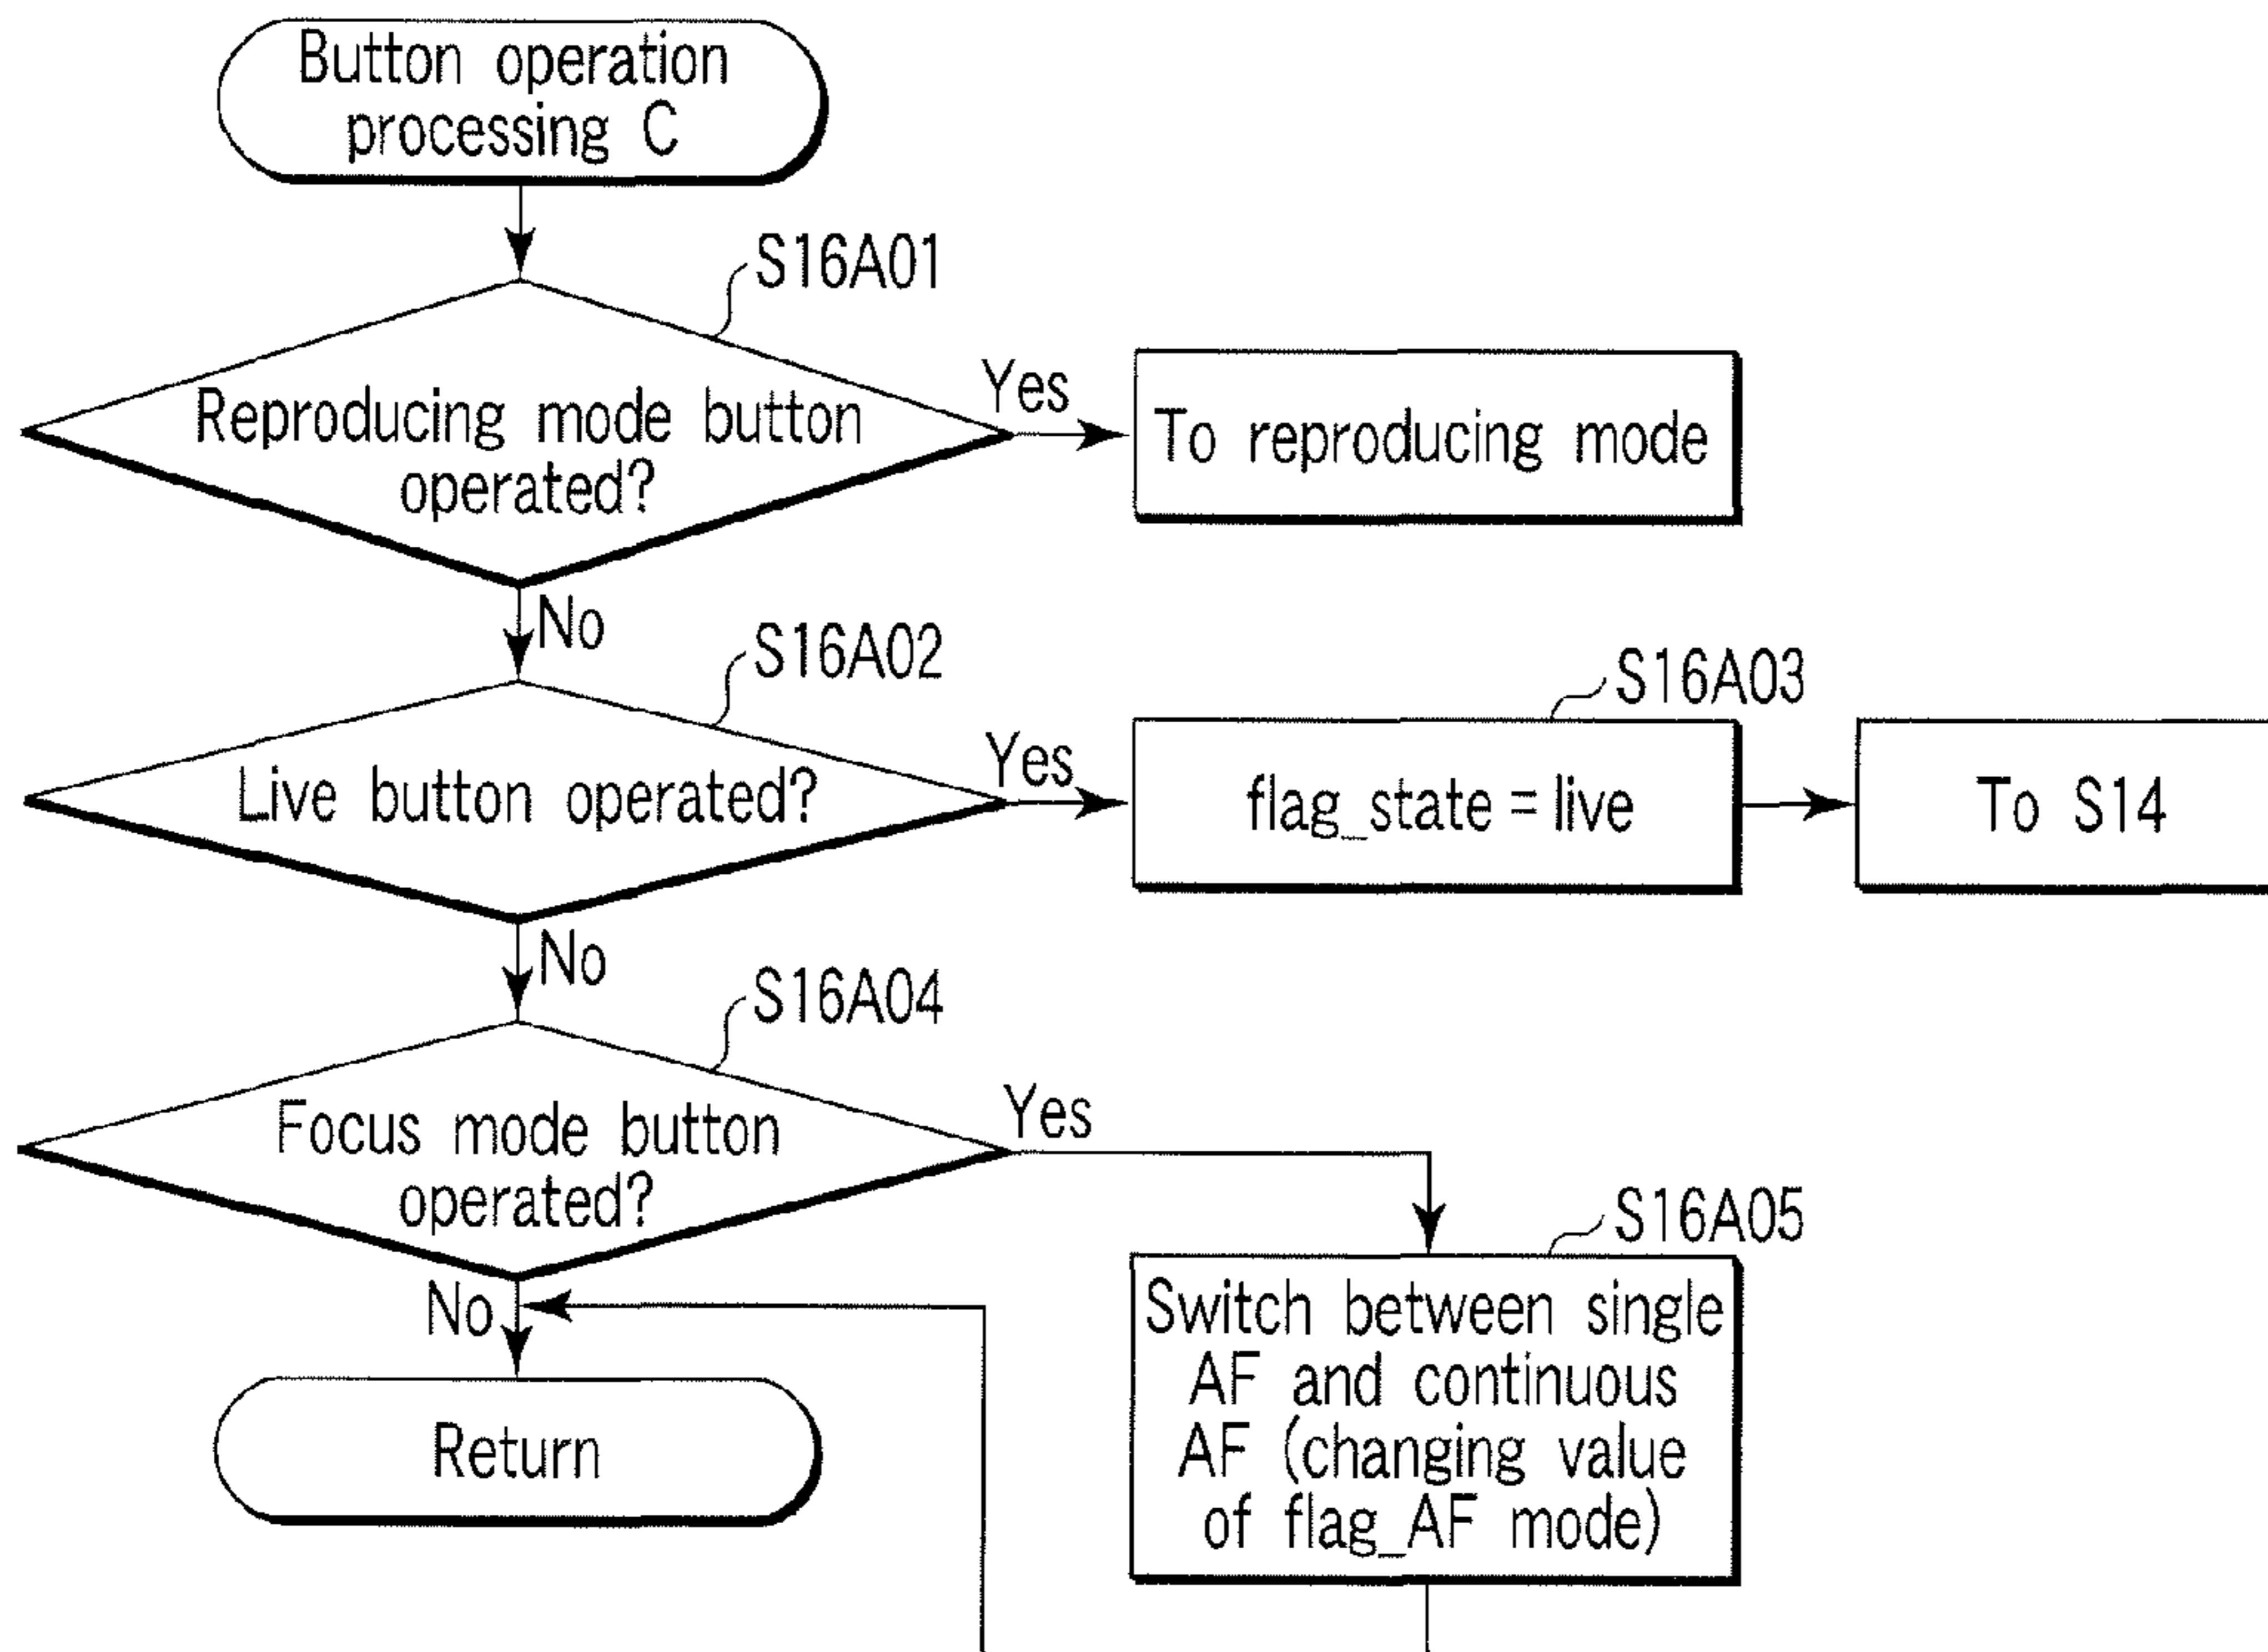 Button operation
processing C
S16A01
Reproducing mode button
operated?
Yes
To reproducing mode
No
S16A02
Live button operated?
Yes
S16A03
flag_state = live
To S14
No
S16A04
Focus mode button
operated?
Yes
S16A05
Switch between single
AF and continuous
AF (changing value
of flag_AF mode)
No
Return